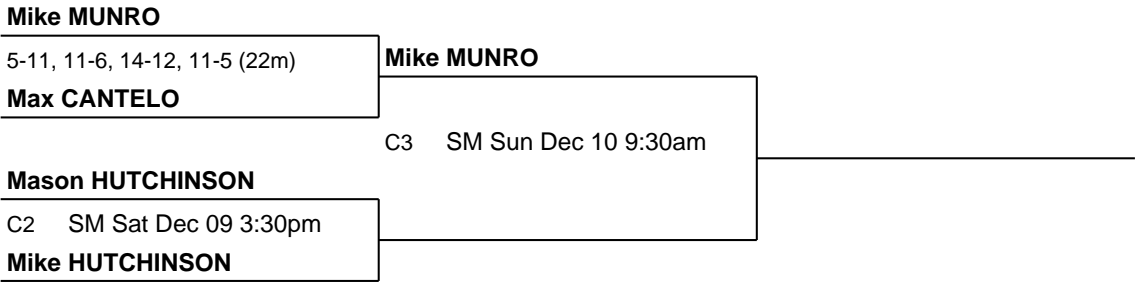 Mike MUNRO
5-11, 11-6, 14-12, 11-5 (22m)
Mike MUNRO
Max CANTELO
C3 SM Sun Dec 10 9:30am
Mason HUTCHINSON
C2 SM Sat Dec 09 3:30pm
Mike HUTCHINSON